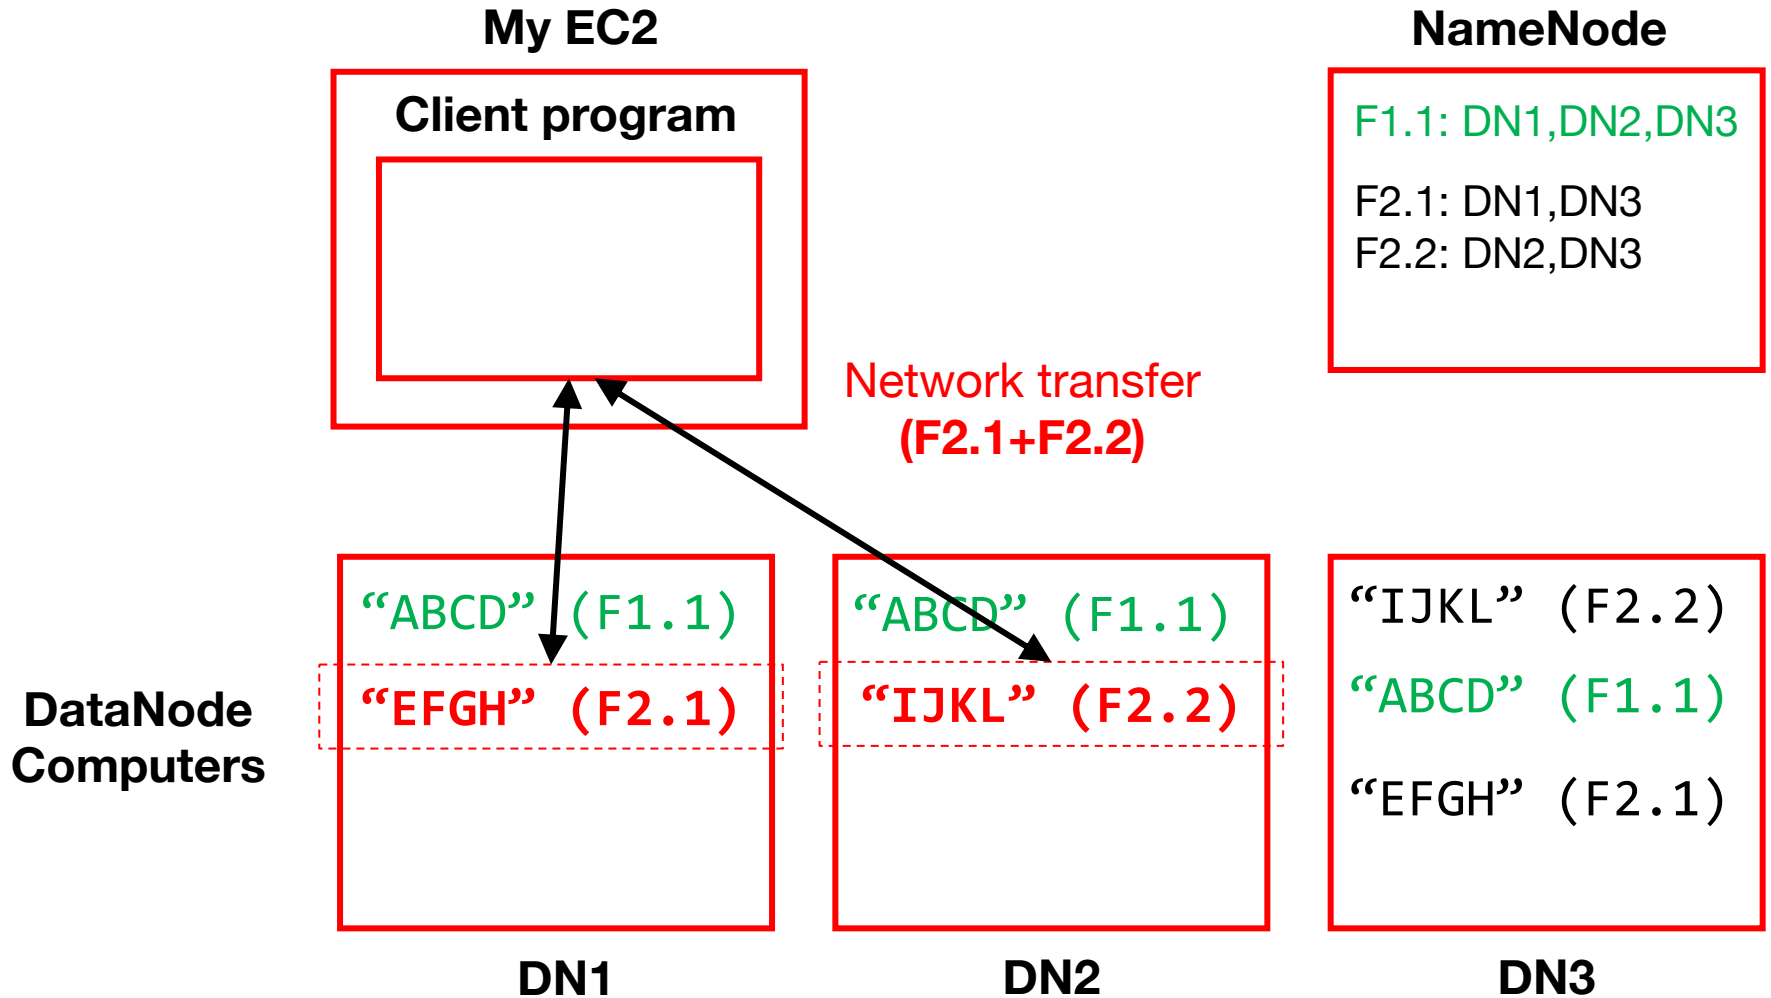 My EC2
NameNode
Client program
F1.1: DN1,DN2,DN3
F2.1: DN1,DN3
F2.2: DN2,DN3
Network transfer
(F2.1+F2.2)
DataNode
Computers
“ABCD” (F1.1)
“EFGH” (F2.1)
DN1
“ABCD” (F1.1)
“IJKL” (F2.2)
DN2
“IJKL” (F2.2)
“ABCD” (F1.1)
“EFGH” (F2.1)
DN3